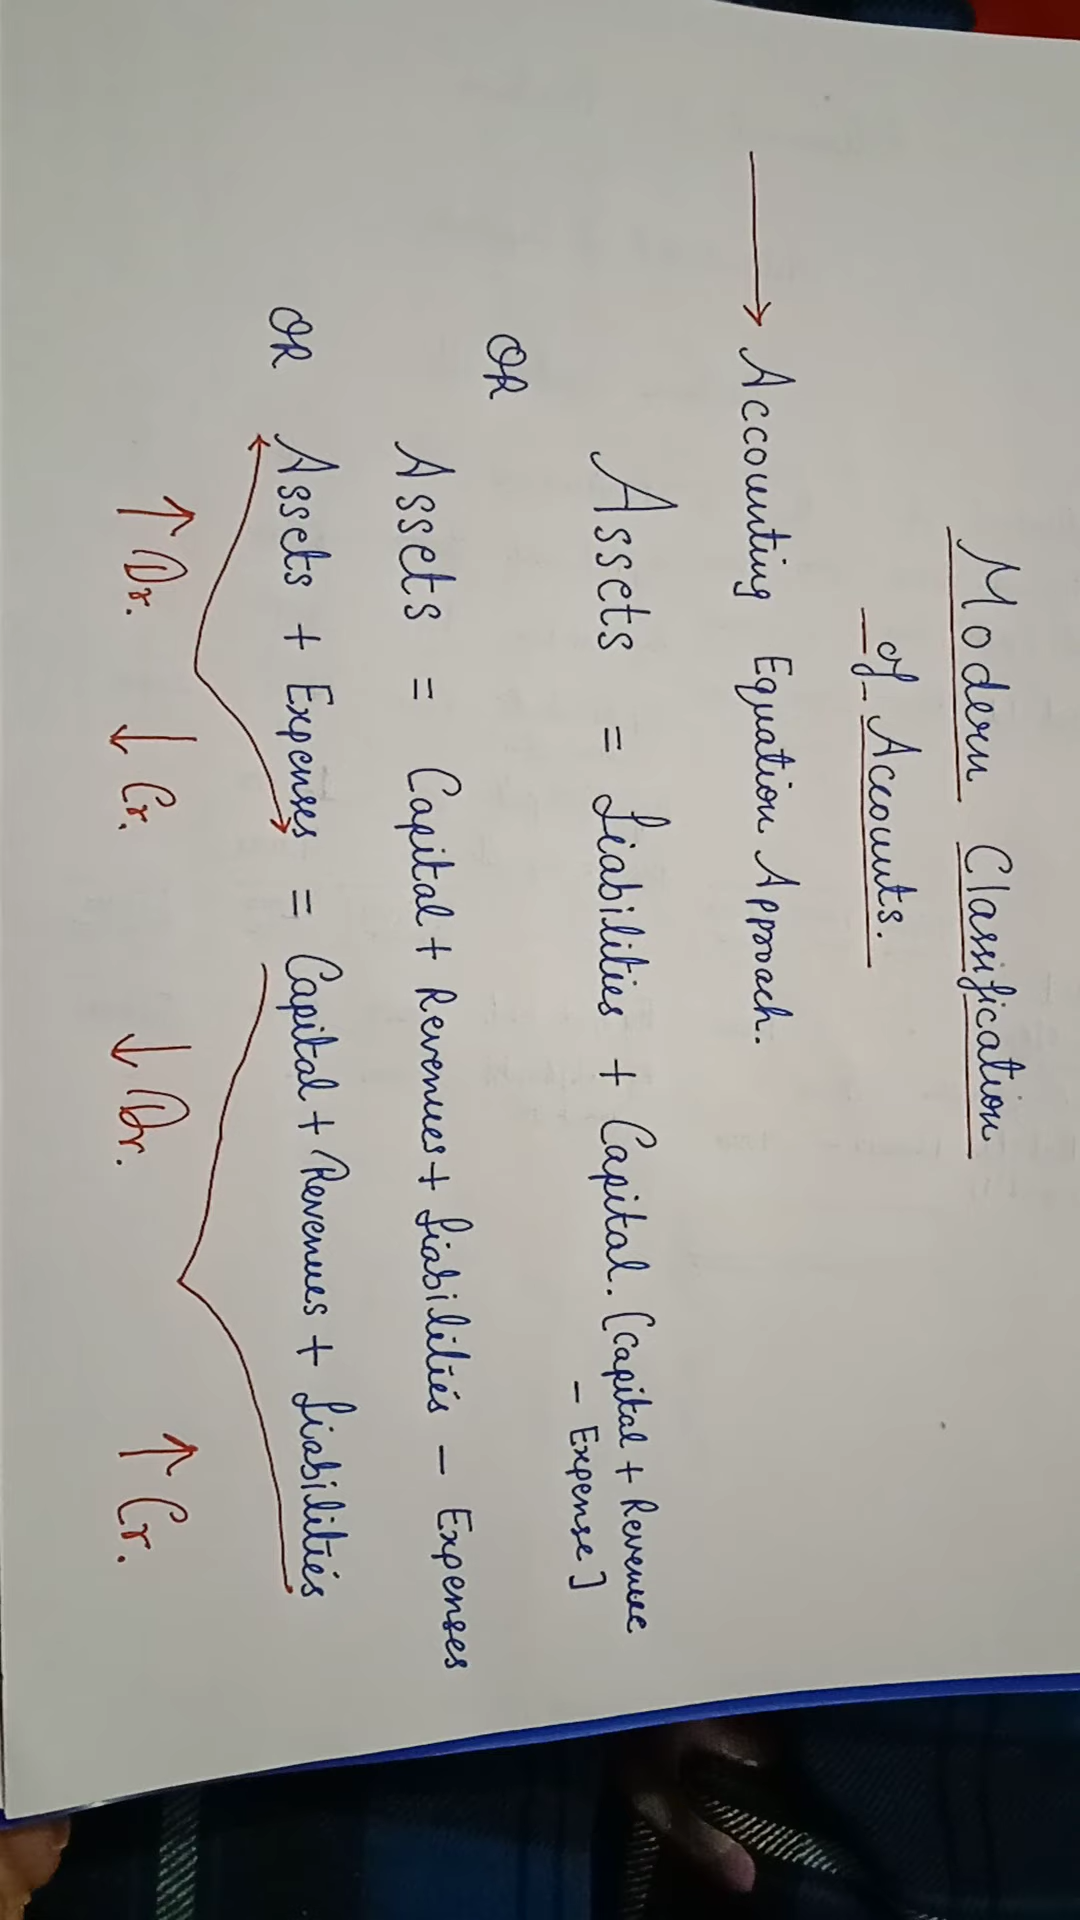 Modern Classification
of Accounts.
→ Accounting Equation Approach.
Assets = Liabilities + Capital. [Capital + Revenue
- Expense]
OR
Assets = Capital + Revenues + Liabilities - Expenses
OR Assets + Expenses = Capital + Revenues + Liabilities
↑ Dr. ↓ Cr. ↓ Dr. ↑ Cr.